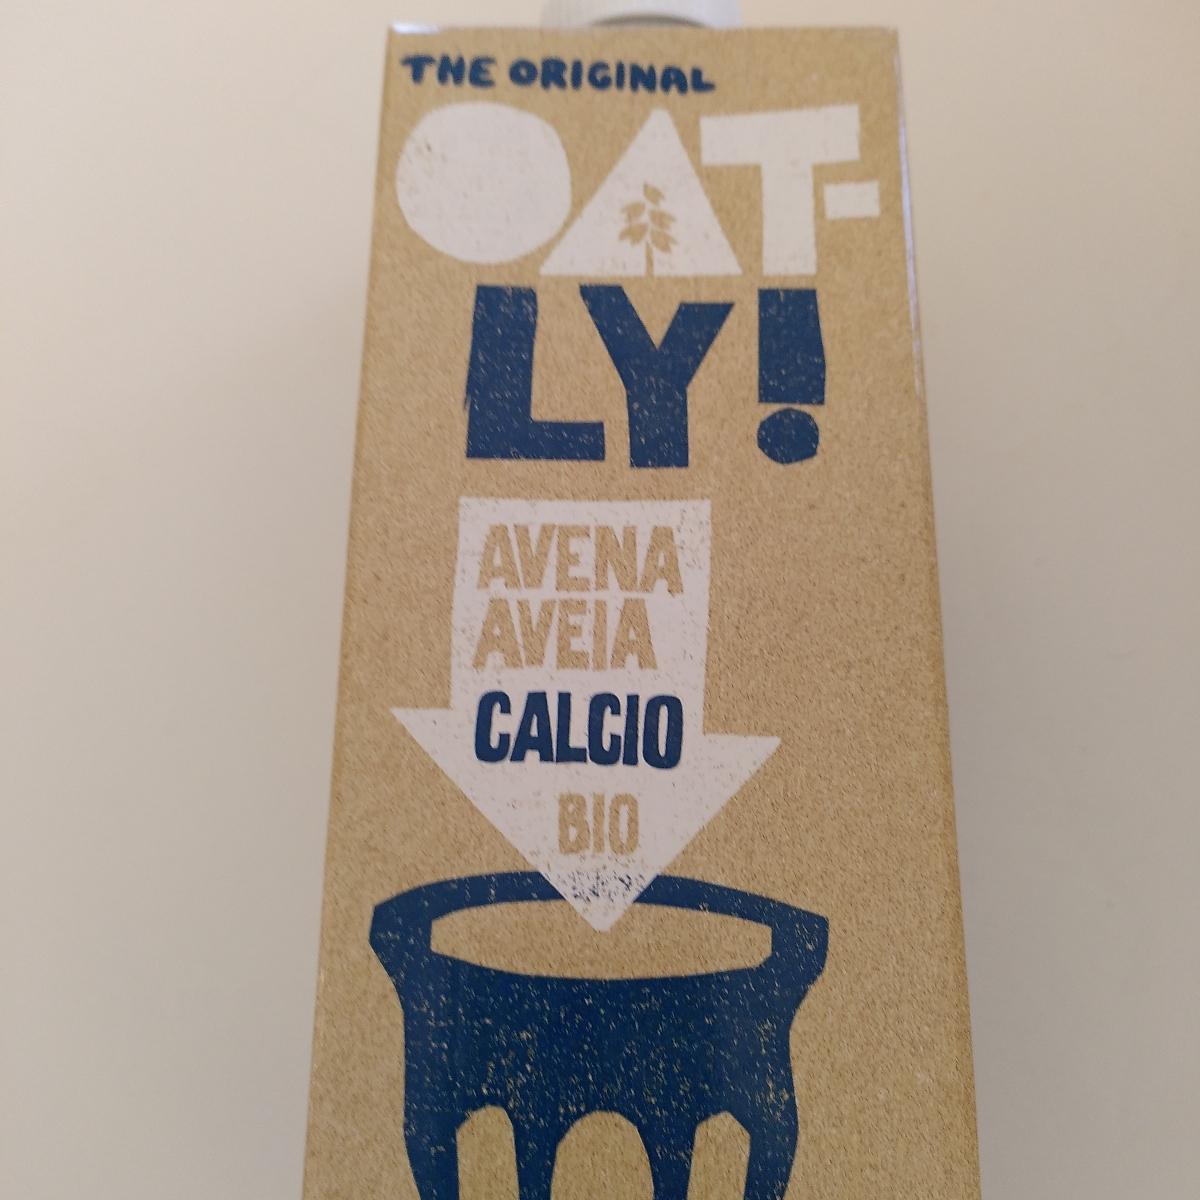 THE ORIGINAL
OAT-
LY!
AVENA
AVEIA
CALCIO
BIO